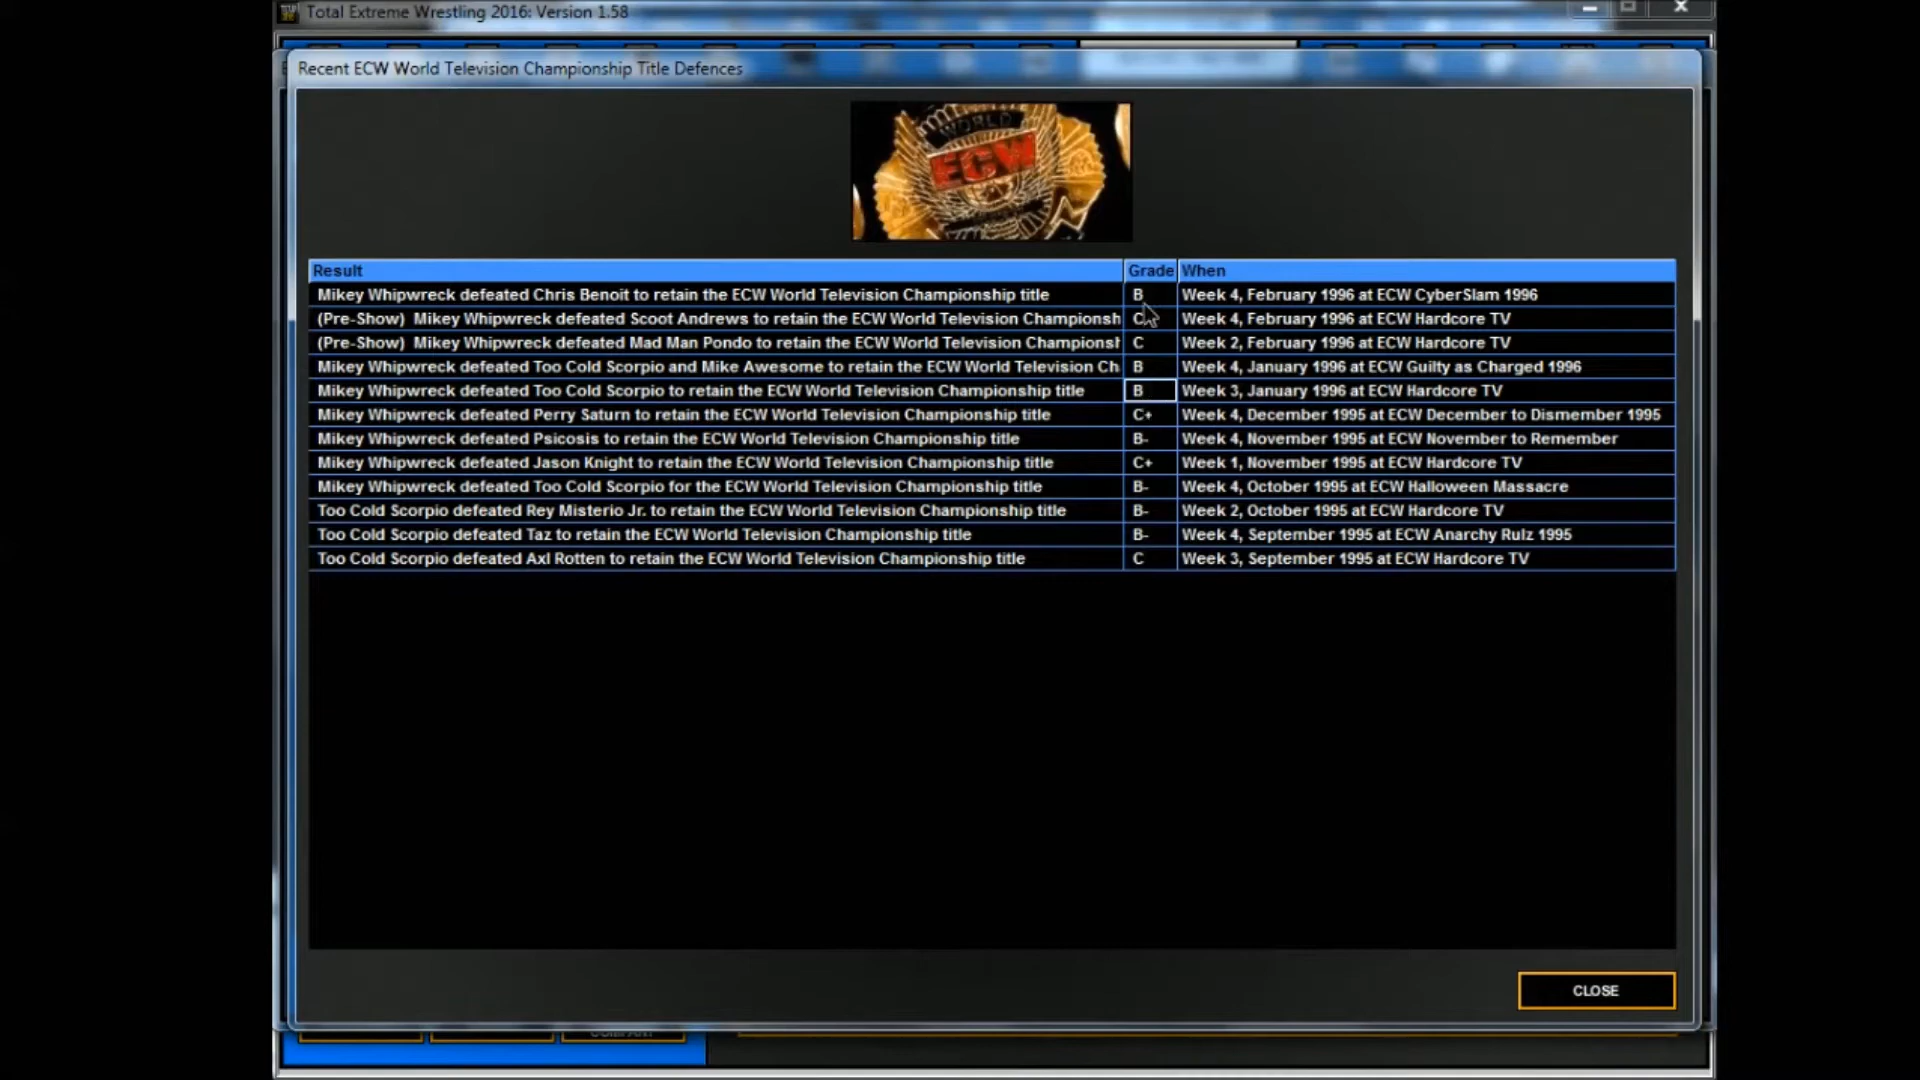 Total Extreme Wrestling 2016: Version 1.58
Recent ECW World Television Championship Title Defences
WORLD
ECW
Result Grade When
Mikey Whipwreck defeated Chris Benoit to retain the ECW World Television Championship title B Week 4, February 1996 at ECW CyberSlam 1996
(Pre-Show) Mikey Whipwreck defeated Scoot Andrews to retain the ECW World Television Championsh C Week 4, February 1996 at ECW Hardcore TV
(Pre-Show) Mikey Whipwreck defeated Mad Man Pondo to retain the ECW World Television Championsh C Week 2, February 1996 at ECW Hardcore TV
Mikey Whipwreck defeated Too Cold Scorpio and Mike Awesome to retain the ECW World Television Ch B Week 4, January 1996 at ECW Guilty as Charged 1996
Mikey Whipwreck defeated Too Cold Scorpio to retain the ECW World Television Championship title B Week 3, January 1996 at ECW Hardcore TV
Mikey Whipwreck defeated Perry Saturn to retain the ECW World Television Championship title C+ Week 4, December 1995 at ECW December to Dismember 1995
Mikey Whipwreck defeated Psicosis to retain the ECW World Television Championship title B- Week 4, November 1995 at ECW November to Remember
Mikey Whipwreck defeated Jason Knight to retain the ECW World Television Championship title C+ Week 1, November 1995 at ECW Hardcore TV
Mikey Whipwreck defeated Too Cold Scorpio for the ECW World Television Championship title B- Week 4, October 1995 at ECW Halloween Massacre
Too Cold Scorpio defeated Rey Misterio Jr. to retain the ECW World Television Championship title B- Week 2, October 1995 at ECW Hardcore TV
Too Cold Scorpio defeated Taz to retain the ECW World Television Championship title B- Week 4, September 1995 at ECW Anarchy Rulz 1995
Too Cold Scorpio defeated Axl Rotten to retain the ECW World Television Championship title C Week 3, September 1995 at ECW Hardcore TV
CLOSE